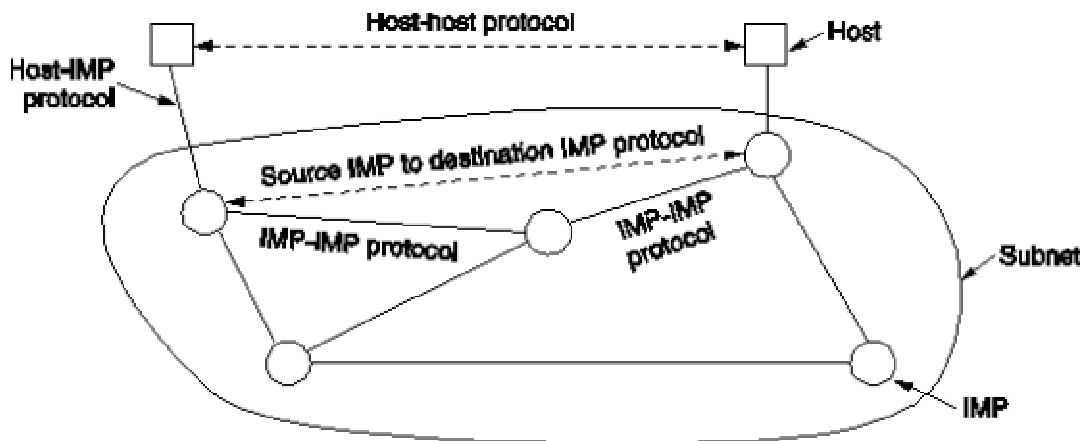 Host-host protocol
Host
Host-IMP
protocol
Source IMP to destination IMP protocol
IMP-IMP protocol
IMP-IMP
protocol
Subnet
IMP